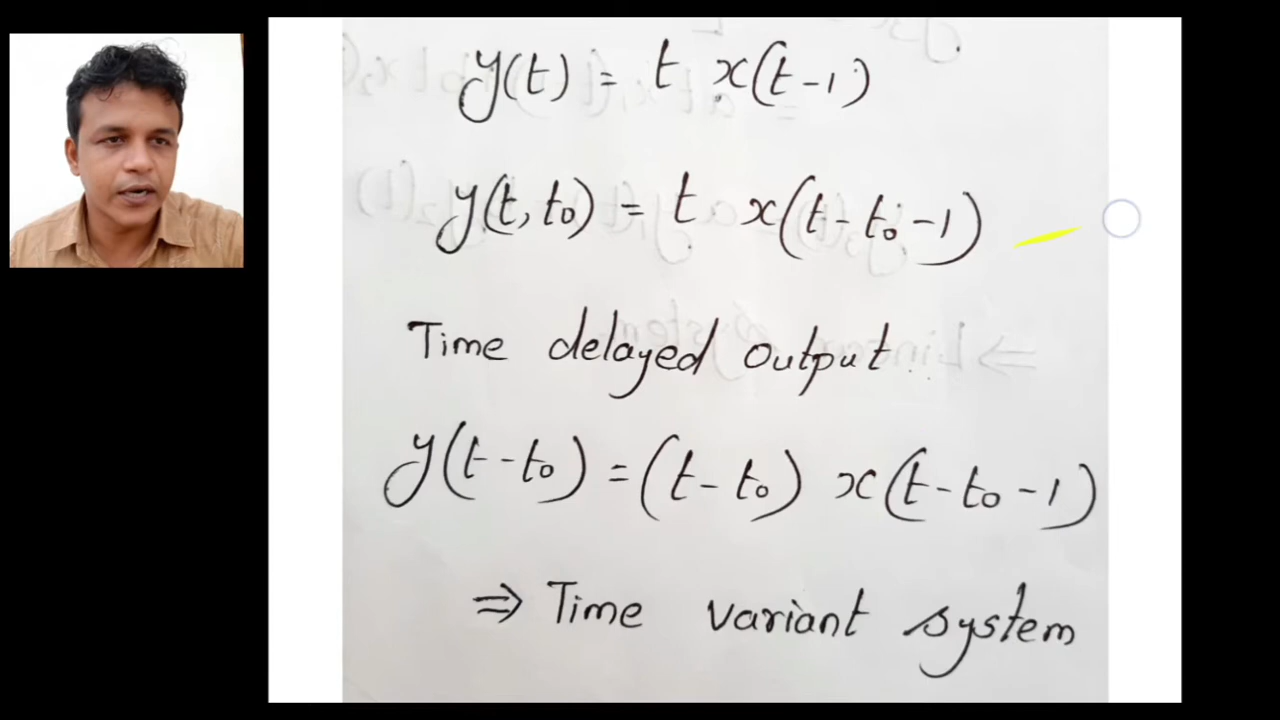 y(t) = t x(t-1)
y(t, t₀) = t x(t - t₀ - 1)
Time delayed output
y(t - t₀) = (t - t₀) x(t - t₀ - 1)
⇒ Time variant system